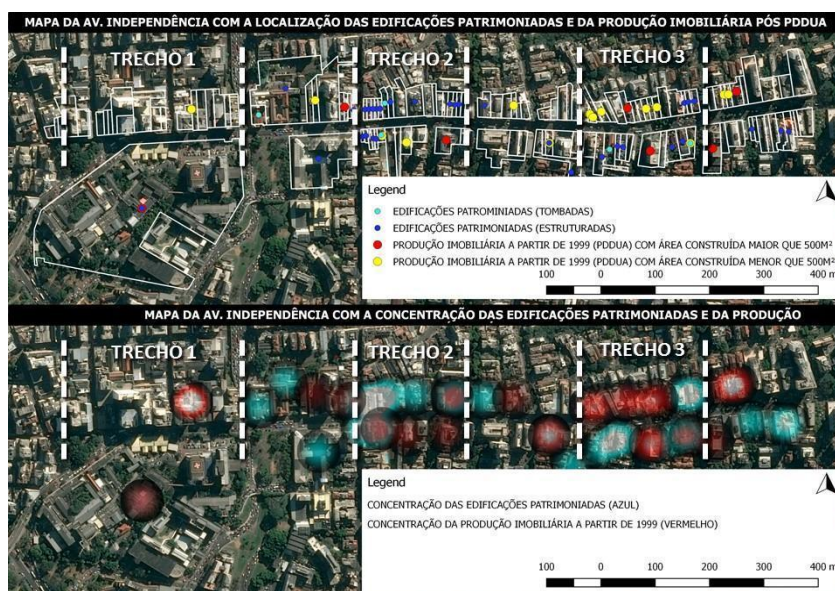 MAPA DA AV. INDEPENDÊNCIA COM A LOCALIZAÇÃO DAS EDIFICAÇÕES PATRIMONIADAS E DA PRODUÇÃO IMOBILIÁRIA PÓS PDDUA
TRECHO 1
TRECHO 2
TRECHO 3
Legend
EDIFICAÇÕES PATROMINIADAS (TOMBADAS)
EDIFICAÇÕES PATRIMONIADAS (ESTRUTURADAS)
PRODUÇÃO IMOBILIÁRIA A PARTIR DE 1999 (PDDUA) COM ÁREA CONSTRUÍDA MAIOR QUE 500M²
PRODUÇÃO IMOBILIÁRIA A PARTIR DE 1999 (PDDUA) COM ÁREA CONSTRUÍDA MENOR QUE 500M²
100 0 100 200 300 400 m
MAPA DA AV. INDEPENDÊNCIA COM A CONCENTRAÇÃO DAS EDIFICAÇÕES PATRIMONIADAS E DA PRODUÇÃO
TRECHO 1
TRECHO 2
TRECHO 3
Legend
CONCENTRAÇÃO DAS EDIFICAÇÕES PATRIMONIADAS (AZUL)
CONCENTRAÇÃO DA PRODUÇÃO IMOBILIÁRIA A PARTIR DE 1999 (VERMELHO)
100 0 100 200 300 400 m